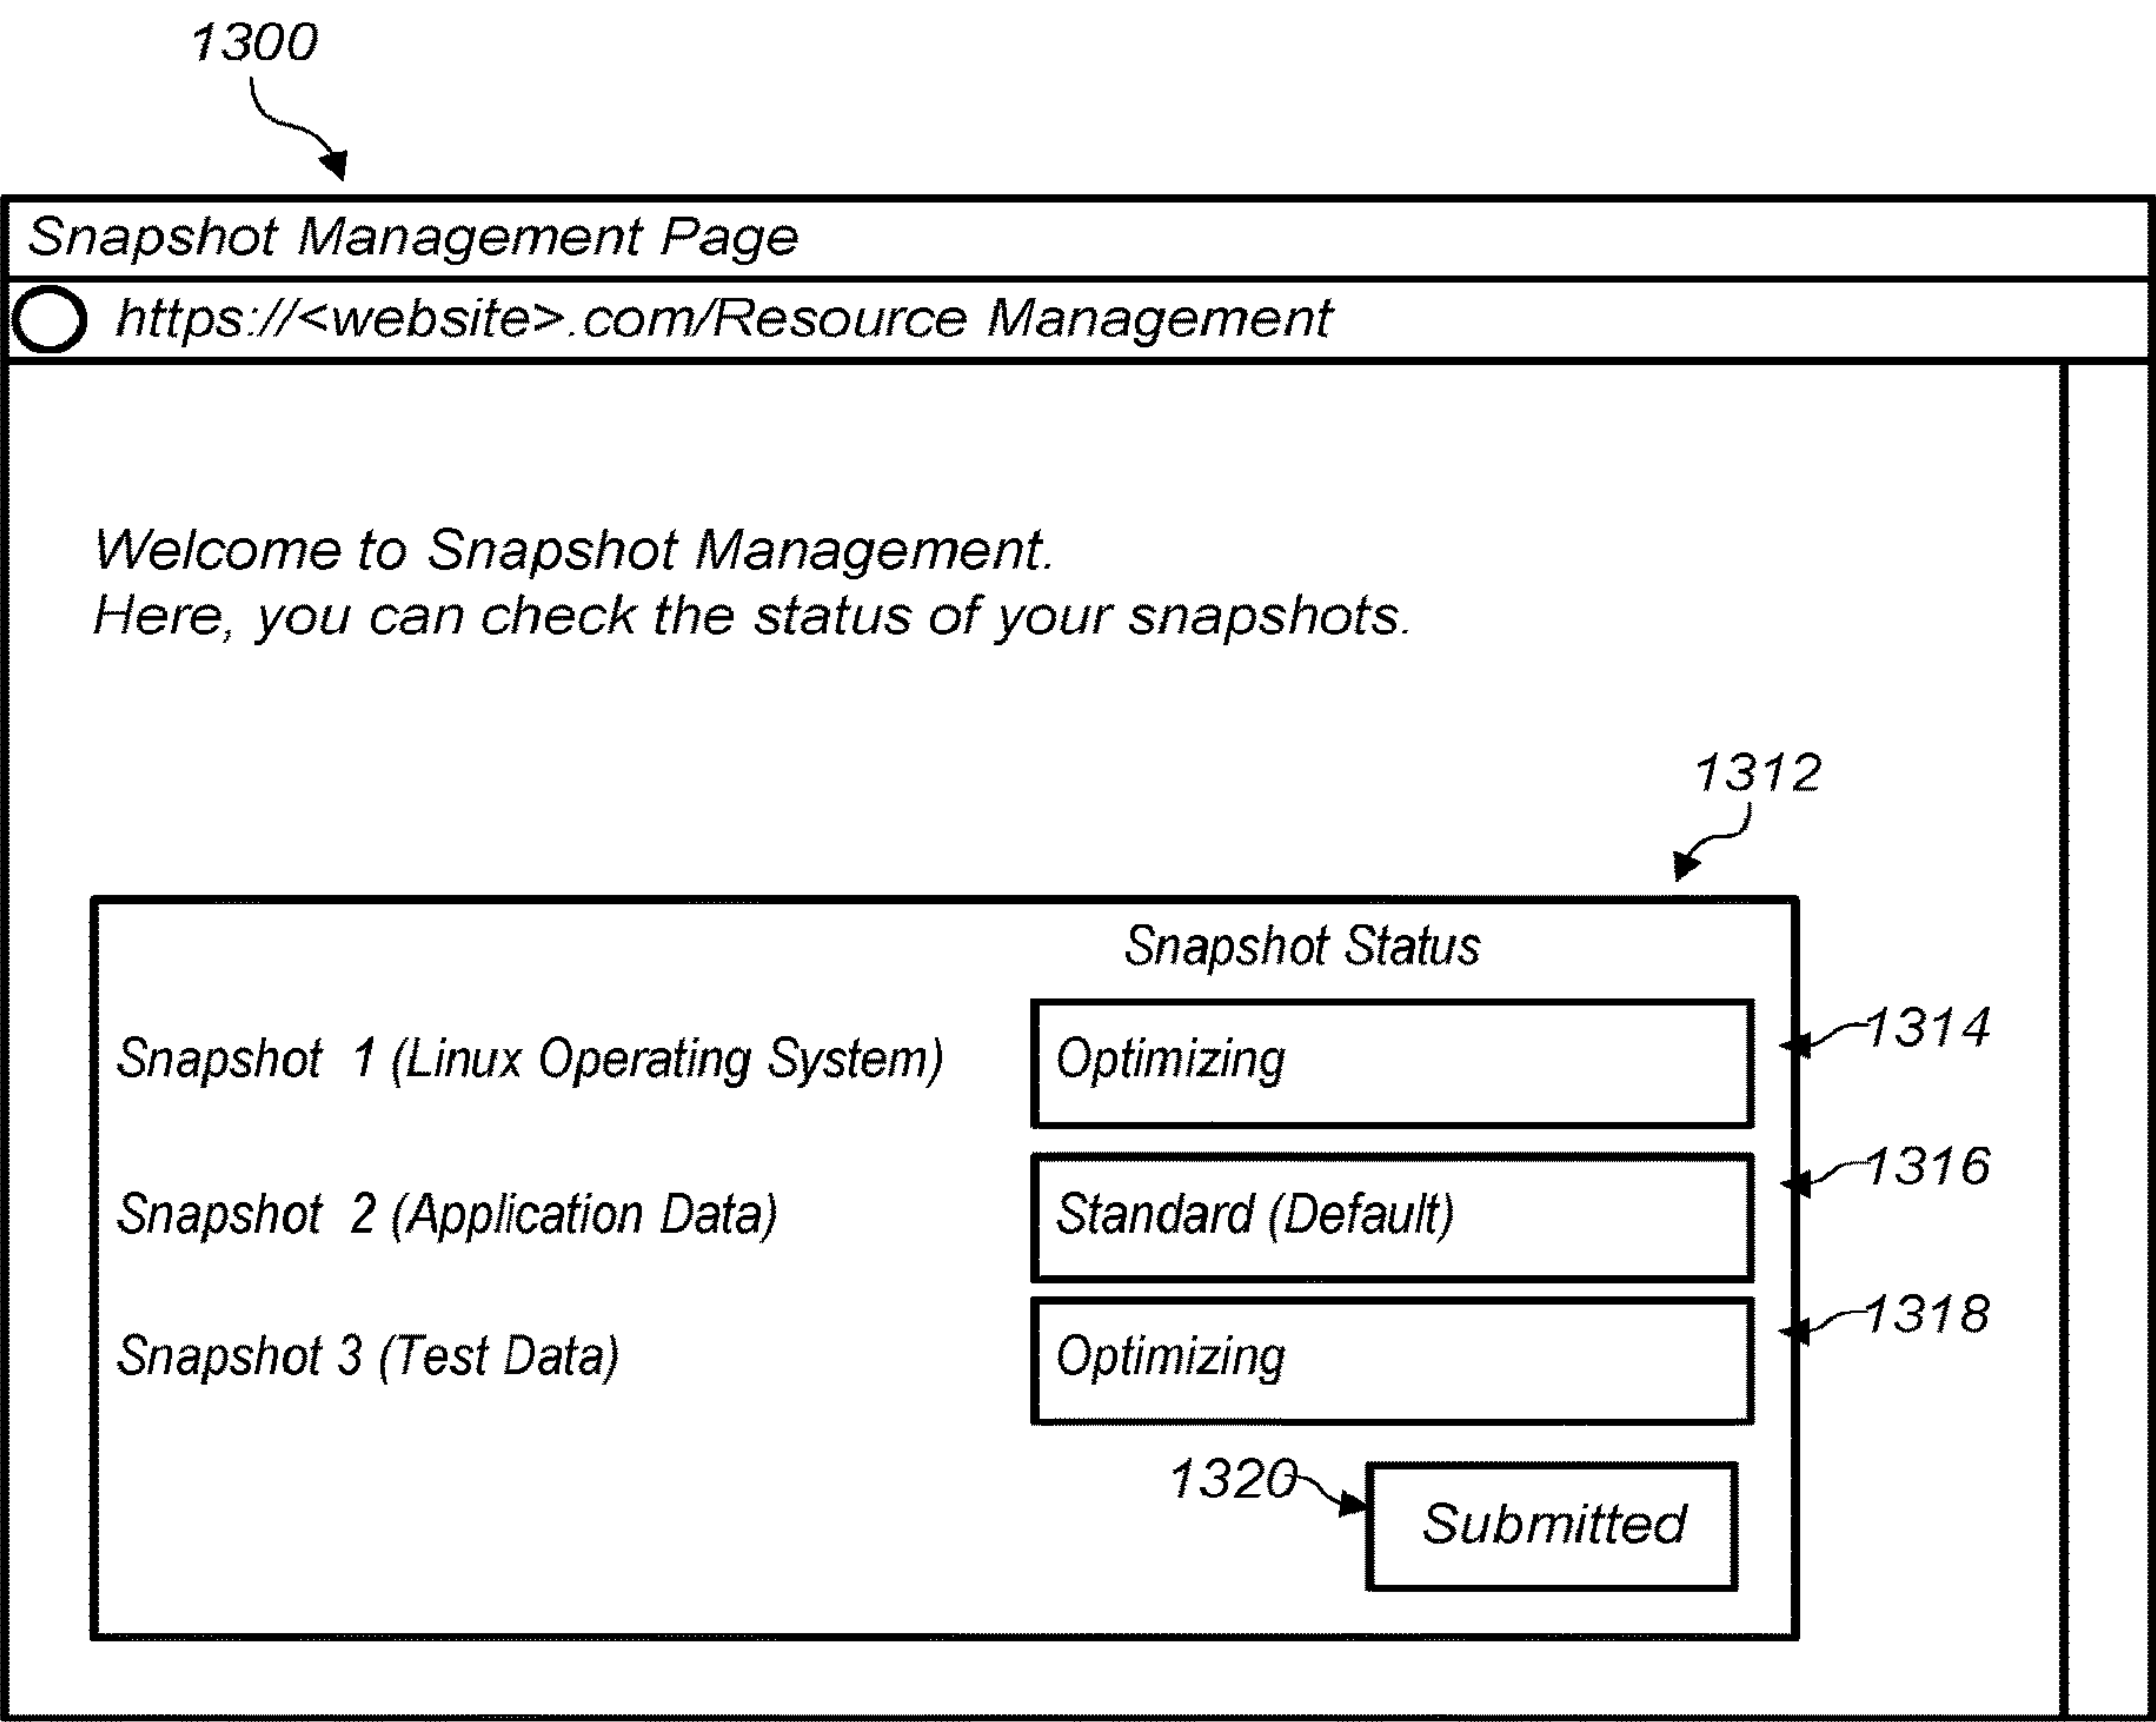 1300
Snapshot Management Page
https://<website>.com/Resource Management
Welcome to Snapshot Management.
Here, you can check the status of your snapshots.
1312
Snapshot Status
Snapshot 1 (Linux Operating System)
Optimizing
1314
Snapshot 2 (Application Data)
Standard (Default)
1316
Snapshot 3 (Test Data)
Optimizing
1318
1320
Submitted